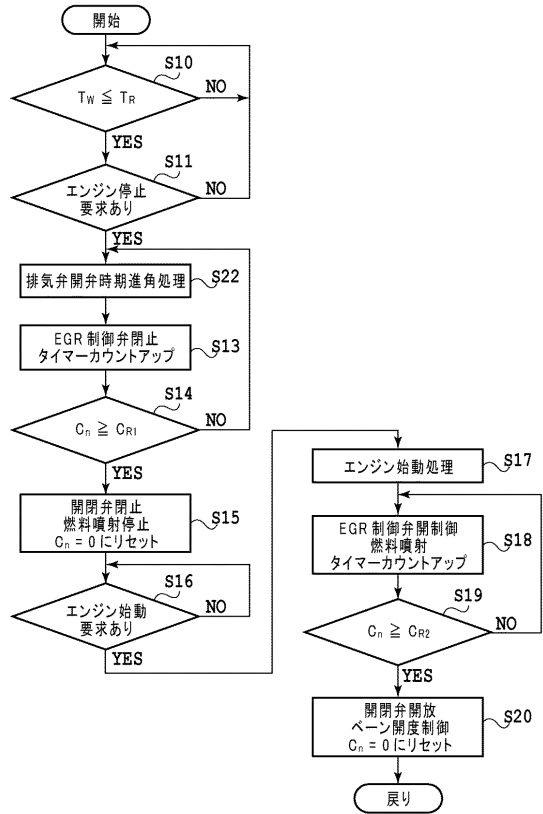 開始
S10
TW ≦ TR
NO
YES
S11
エンジン停止
要求あり
NO
YES
排気弁開弁時期進角処理
S22
EGR制御弁閉止
タイマーカウントアップ
S13
S14
Cn ≧ CR1
NO
YES
開閉弁閉止
燃料噴射停止
Cn=0にリセット
S15
S16
エンジン始動
要求あり
NO
YES
エンジン始動処理
S17
EGR制御弁開制御
燃料噴射
タイマーカウントアップ
S18
S19
Cn ≧ CR2
NO
YES
開閉弁開放
ベーン開度制御
Cn=0にリセット
S20
戻り